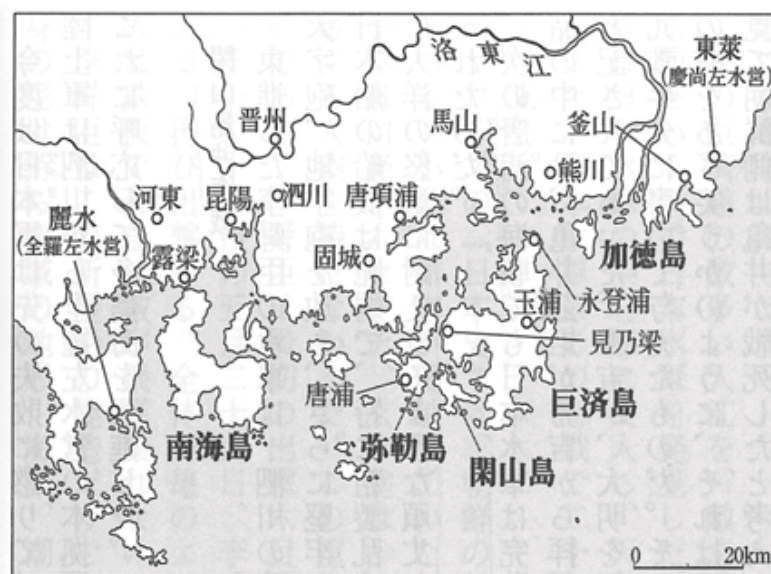 洛東江
東萊
(慶尚左水営)
釜山
晋州
馬山
熊川
河東
昆陽
泗川
唐項浦
麗水
(全羅左水営)
露梁
固城
加徳島
永登浦
玉浦
見乃梁
唐浦
巨済島
南海島
弥勒島
閑山島
0
20km